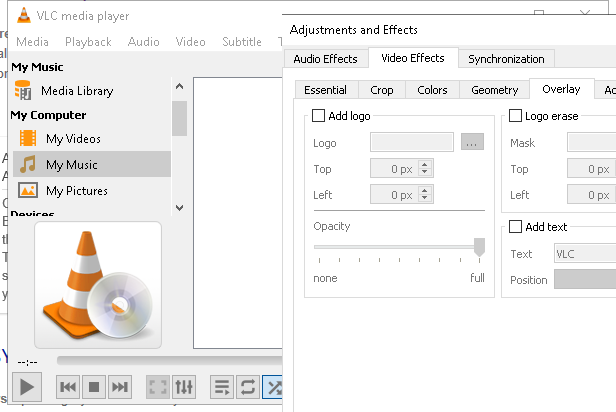 VLC media player
Media Playback Audio Video Subtitle
My Music
Media Library
My Computer
My Videos
My Music
My Pictures
Devices
--:--
Adjustments and Effects
Audio Effects Video Effects Synchronization
Essential Crop Colors Geometry Overlay
Add logo
Logo ...
Top 0 px
Left 0 px
Opacity
none full
Logo erase
Mask
Top 0 px
Left 0 px
Add text
Text VLC
Position